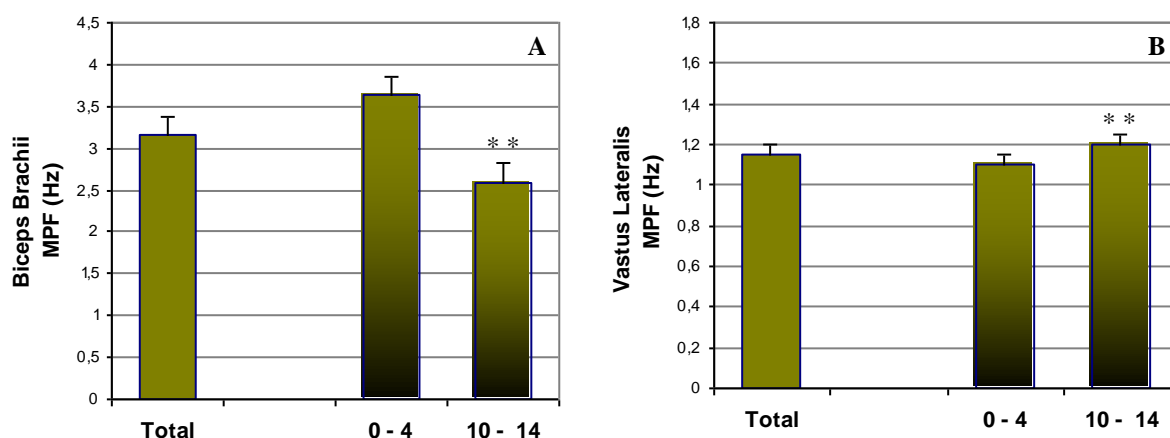 A
Biceps Brachii
MPF (Hz)
4,5
4
3,5
3
2,5
2
1,5
1
0,5
0
* *
Total
0 - 4
10 - 14
B
Vastus Lateralis
MPF (Hz)
1,8
1,6
1,4
1,2
1
0,8
0,6
0,4
0,2
0
* *
Total
0 - 4
10 - 14